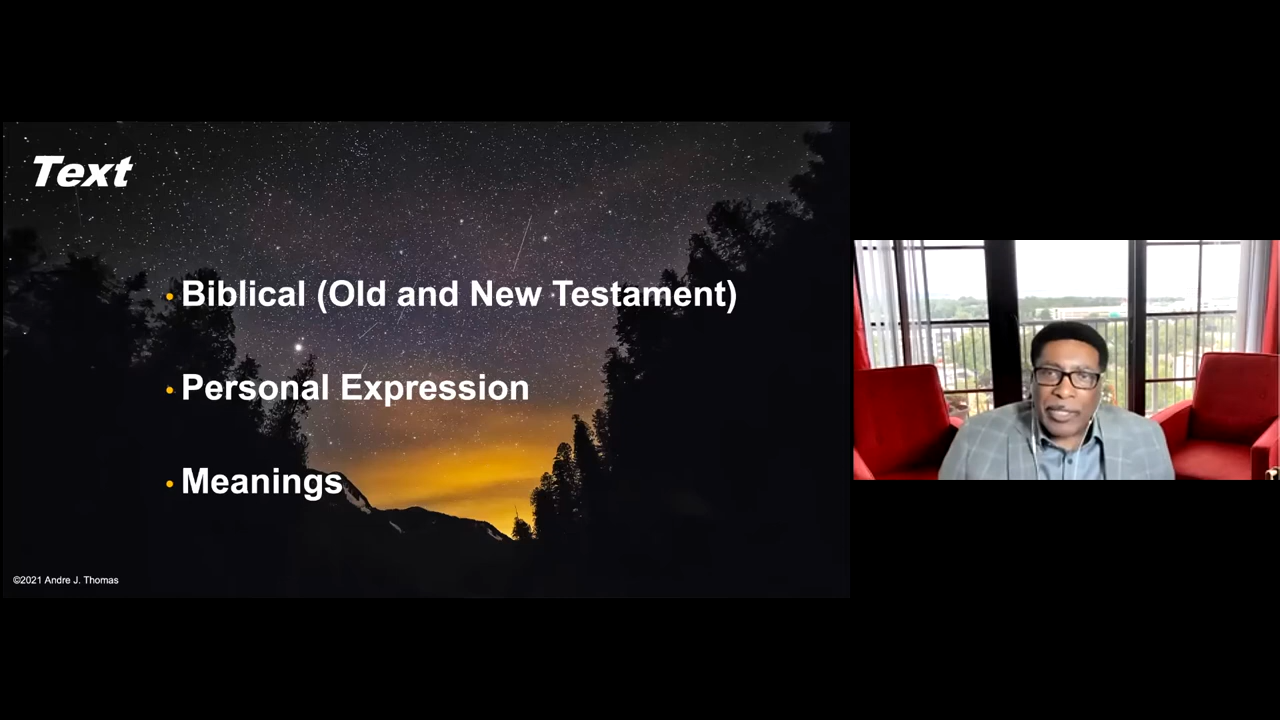 Text
• Biblical (Old and New Testament)
• Personal Expression
• Meanings
©2021 Andre J. Thomas